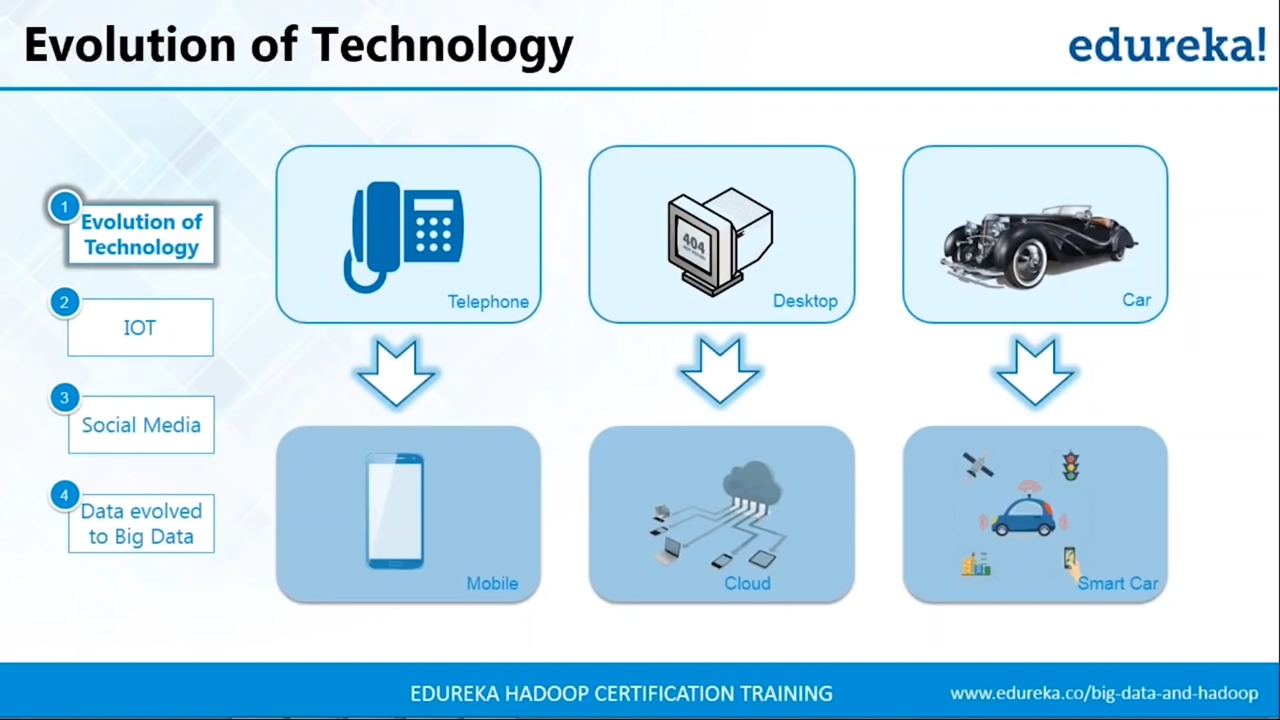 Evolution of Technology
edureka!
1
Evolution of
Technology
2
IOT
3
Social Media
4
Data evolved
to Big Data
Telephone
404
Desktop
Car
Mobile
Cloud
Smart Car
EDUREKA HADOOP CERTIFICATION TRAINING
www.edureka.co/big-data-and-hadoop